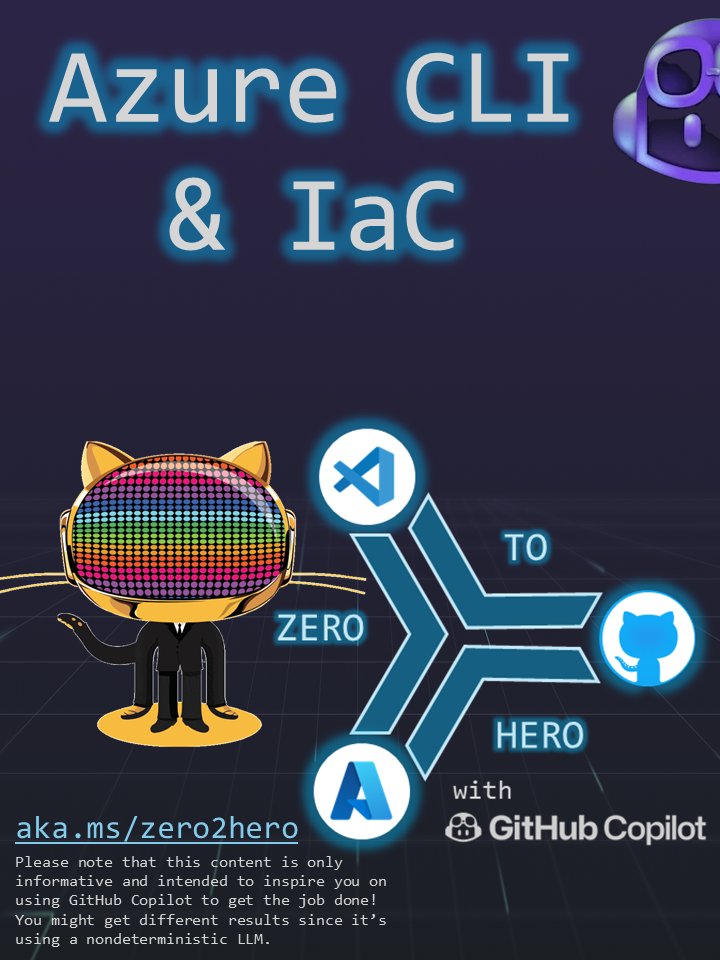 Azure CLI
& IaC
TO
ZERO
HERO
with
GitHub Copilot
aka.ms/zero2hero
Please note that this content is only
informative and intended to inspire you on
using GitHub Copilot to get the job done!
You might get different results since it’s
using a nondeterministic LLM.